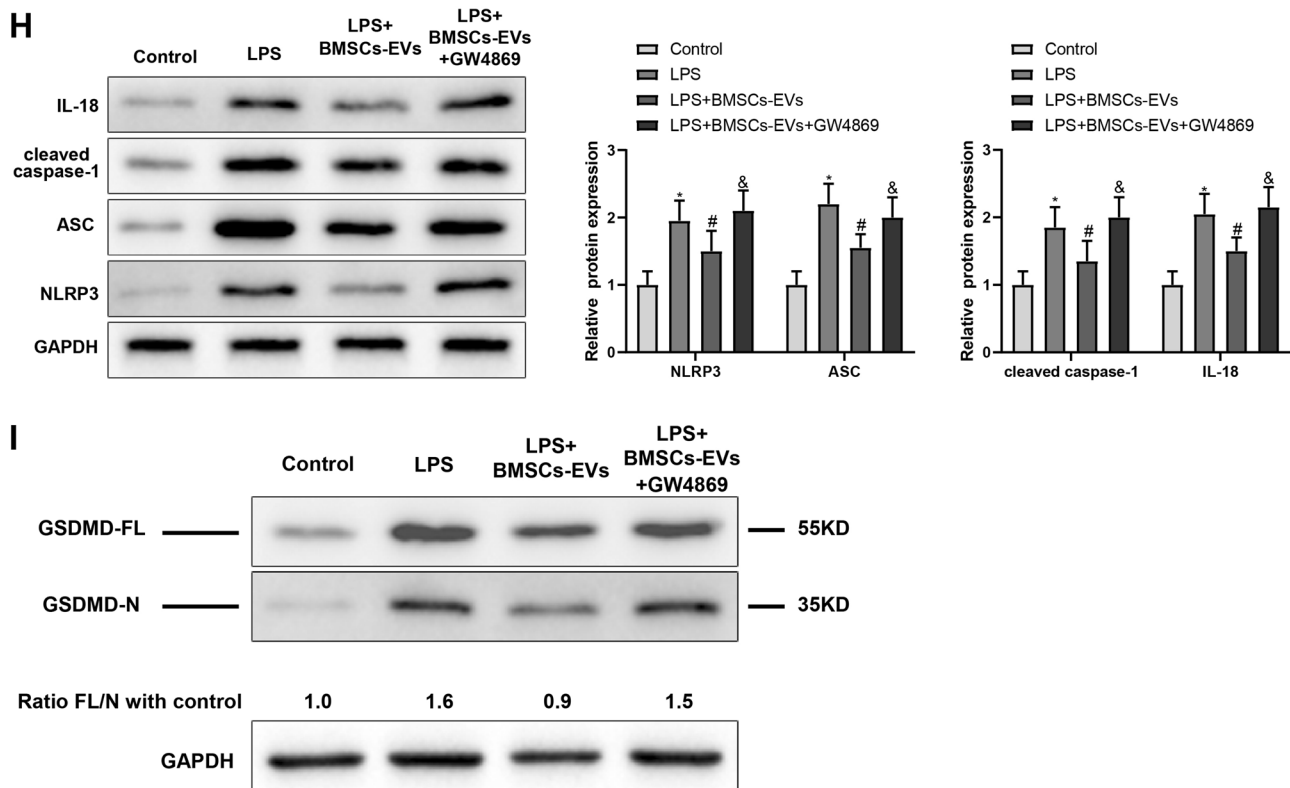 H
Control
LPS
LPS+
BMSCs-EVs
LPS+
BMSCs-EVs
+GW4869
IL-18
cleaved
caspase-1
ASC
NLRP3
GAPDH
Control
LPS
LPS+BMSCs-EVs
LPS+BMSCs-EVs+GW4869
Relative protein expression
3
2
1
0
*
#
&
*
#
&
NLRP3
ASC
Control
LPS
LPS+BMSCs-EVs
LPS+BMSCs-EVs+GW4869
Relative protein expression
3
2
1
0
*
#
&
*
#
&
cleaved caspase-1
IL-18
I
Control
LPS
LPS+
BMSCs-EVs
LPS+
BMSCs-EVs
+GW4869
GSDMD-FL
55KD
GSDMD-N
35KD
Ratio FL/N with control 1.0 1.6 0.9 1.5
GAPDH